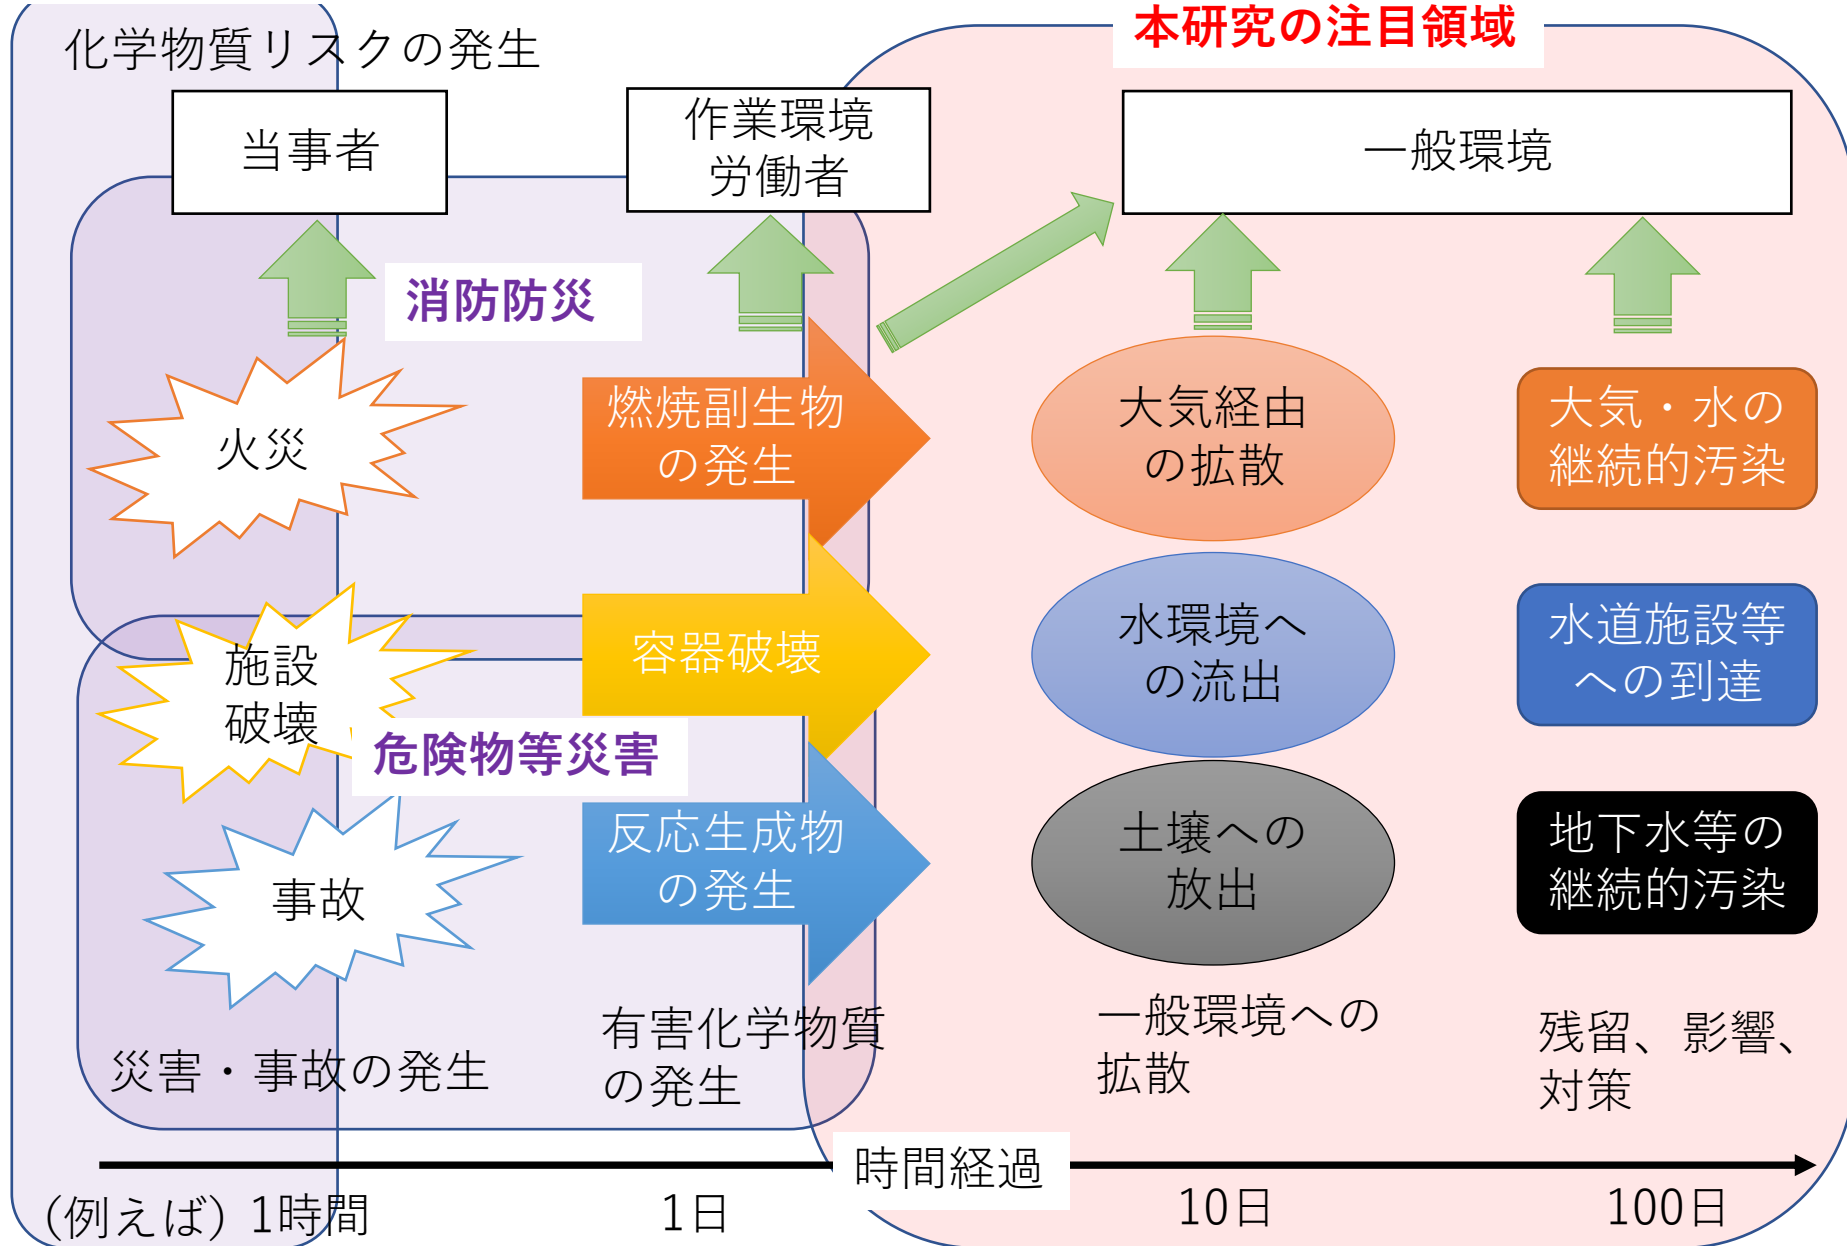 本研究の注目領域
化学物質リスクの発生
当事者
作業環境
労働者
一般環境
消防防災
火災
燃焼副生物
の発生
大気経由
の拡散
大気・水の
継続的汚染
施設
破壊
容器破壊
水環境へ
の流出
水道施設等
への到達
危険物等災害
事故
反応生成物
の発生
土壌への
放出
地下水等の
継続的汚染
災害・事故の発生
有害化学物質
の発生
一般環境への
拡散
残留、影響、
対策
時間経過
(例えば) 1時間
1日
10日
100日